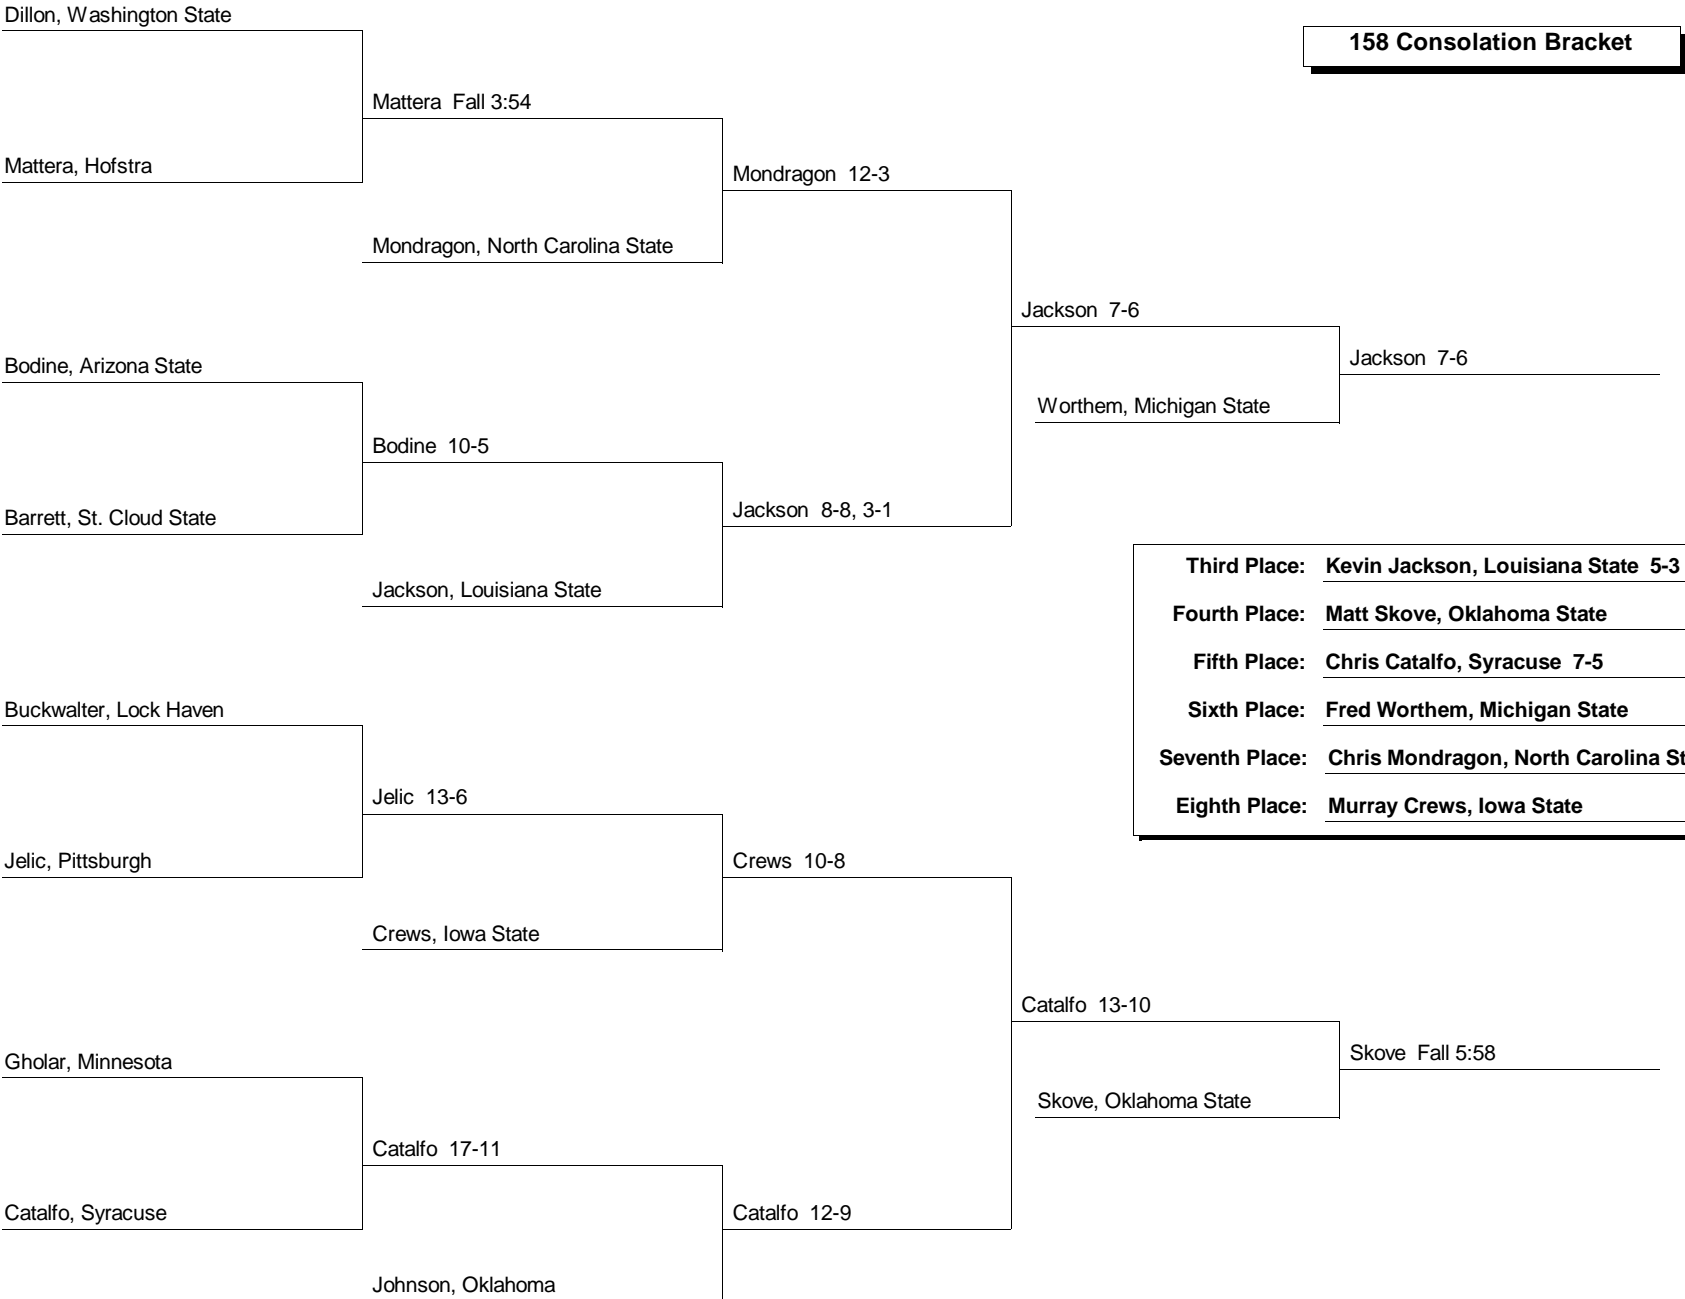 Dillon, Washington State
158 Consolation Bracket
Mattera Fall 3:54
Mattera, Hofstra
Mondragon 12-3
Mondragon, North Carolina State
Jackson 7-6
Bodine, Arizona State
Jackson 7-6
Worthem, Michigan State
Bodine 10-5
Barrett, St. Cloud State
Jackson 8-8, 3-1
Jackson, Louisiana State
Third Place: Kevin Jackson, Louisiana State 5-3
Fourth Place: Matt Skove, Oklahoma State
Fifth Place: Chris Catalfo, Syracuse 7-5
Sixth Place: Fred Worthem, Michigan State
Seventh Place: Chris Mondragon, North Carolina St
Eighth Place: Murray Crews, Iowa State
Buckwalter, Lock Haven
Jelic 13-6
Jelic, Pittsburgh
Crews 10-8
Crews, Iowa State
Catalfo 13-10
Gholar, Minnesota
Skove Fall 5:58
Skove, Oklahoma State
Catalfo 17-11
Catalfo, Syracuse
Catalfo 12-9
Johnson, Oklahoma